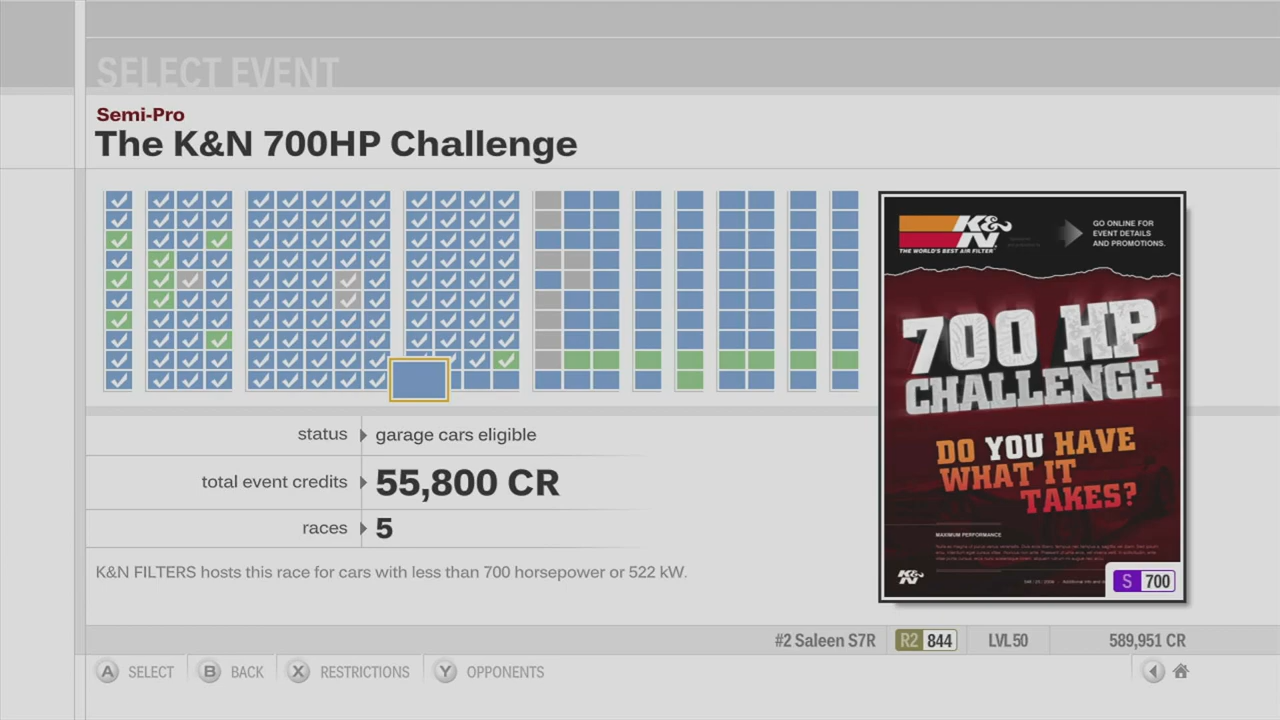 SELECT EVENT
Semi-Pro
The K&N 700HP Challenge
K&N
THE WORLD'S BEST AIR FILTER
GO ONLINE FOR
EVENT DETAILS
AND PROMOTIONS.
700 HP
CHALLENGE
DO YOU HAVE
WHAT IT
TAKES?
MAXIMUM PERFORMANCE
K&N
S 700
status garage cars eligible
total event credits 55,800 CR
races 5
K&N FILTERS hosts this race for cars with less than 700 horsepower or 522 kW.
#2 Saleen S7R R2 844 LVL50 589,951 CR
A SELECT B BACK X RESTRICTIONS Y OPPONENTS